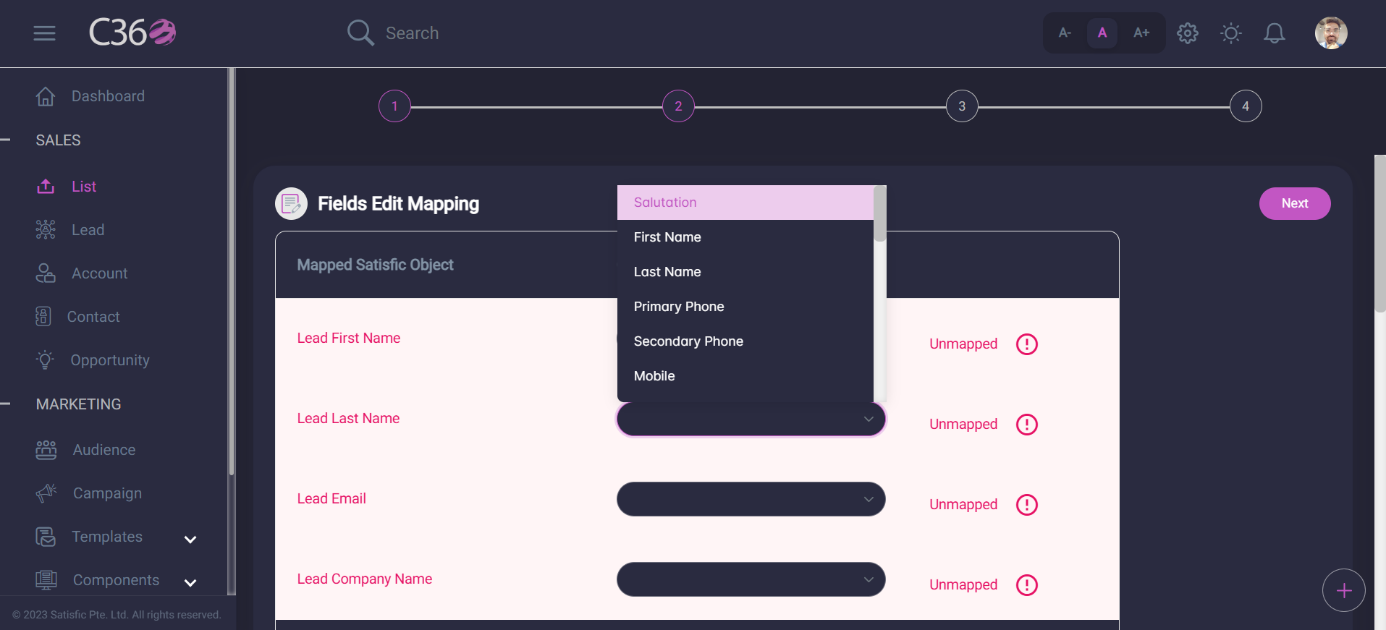 C360
Search
A-
A
A+
Dashboard
SALES
List
Lead
Account
Contact
Opportunity
MARKETING
Audience
Campaign
Templates
Components
© 2023 Satisfic Pte. Ltd. All rights reserved.
1
2
3
4
Fields Edit Mapping
Next
Mapped Satisfic Object
Salutation
First Name
Last Name
Primary Phone
Secondary Phone
Mobile
Lead First Name
Unmapped
Lead Last Name
Unmapped
Lead Email
Unmapped
Lead Company Name
Unmapped